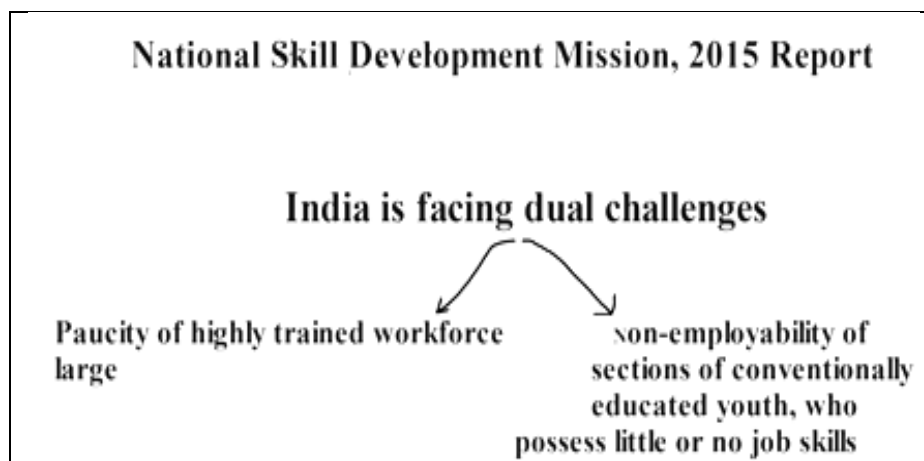 National Skill Development Mission, 2015 Report
India is facing dual challenges
Paucity of highly trained workforce
large
Non-employability of
sections of conventionally
educated youth, who
possess little or no job skills